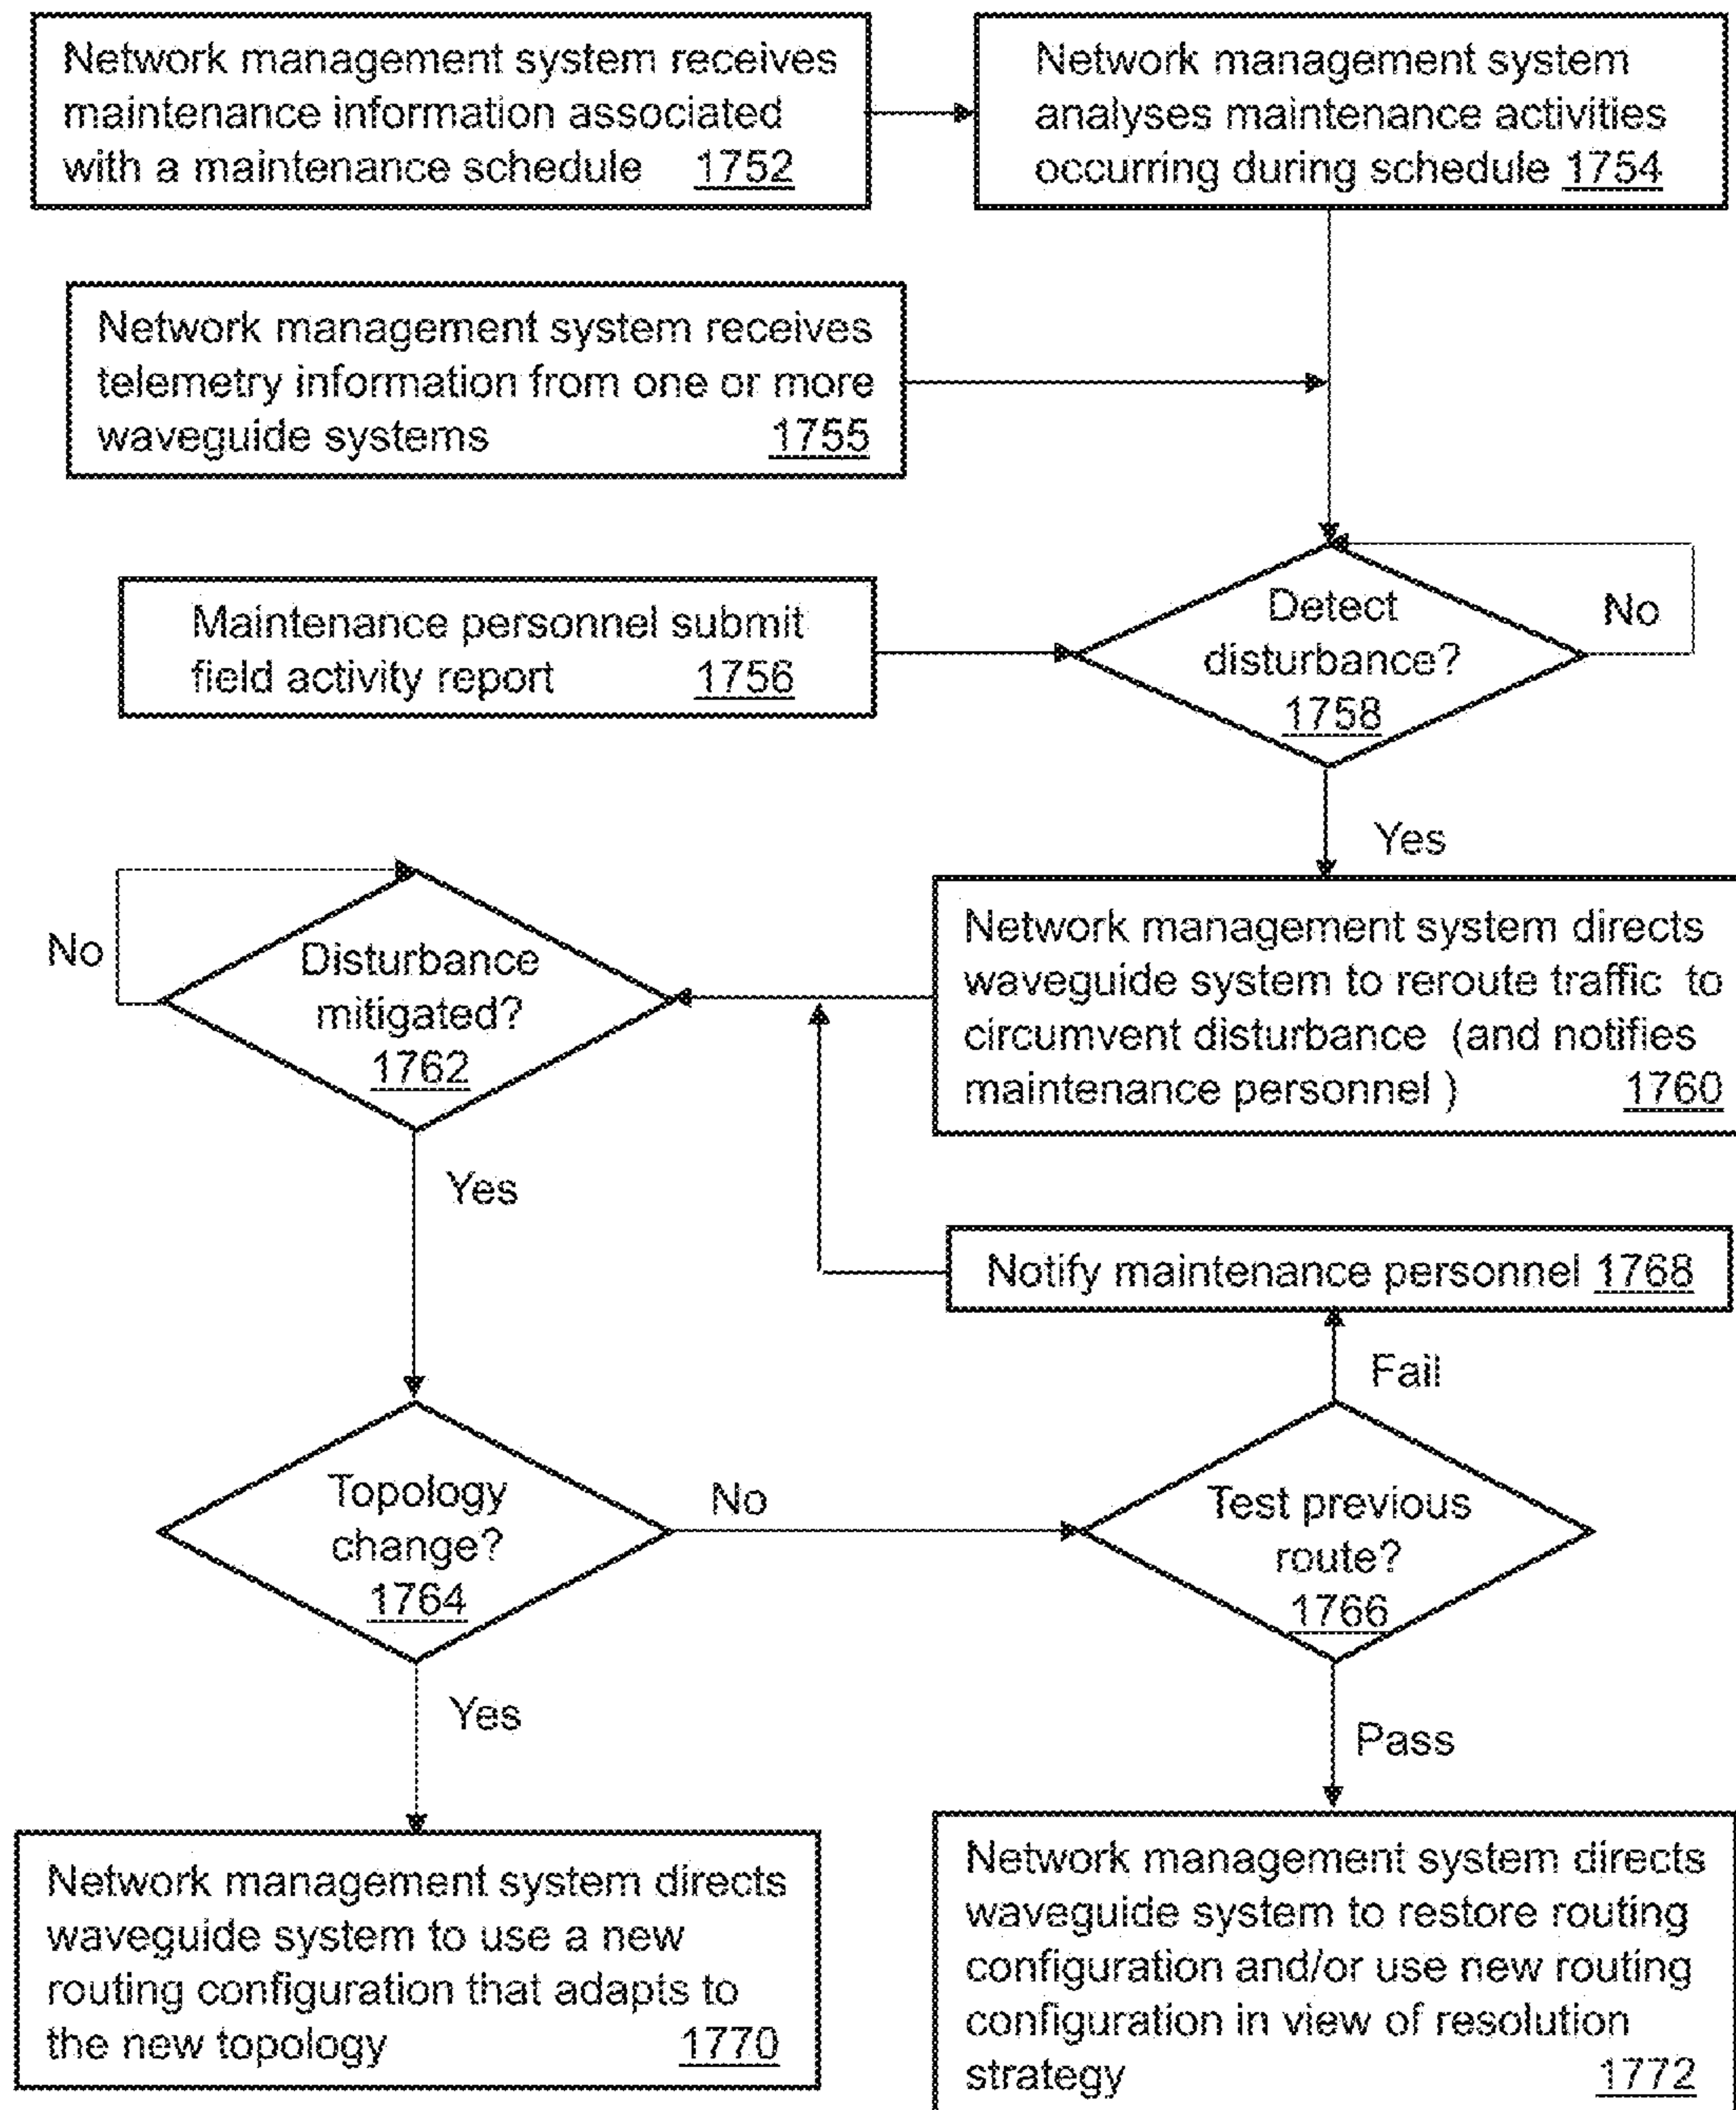 Network management system receives
maintenance information associated
with a maintenance schedule 1752
Network management system
analyses maintenance activities
occurring during schedule 1754
Network management system receives
telemetry information from one or more
waveguide systems 1755
Maintenance personnel submit
field activity report 1756
Detect
disturbance?
1758
No
Yes
Network management system directs
waveguide system to reroute traffic to
circumvent disturbance (and notifies
maintenance personnel ) 1760
No
Disturbance
mitigated?
1762
Yes
Notify maintenance personnel 1768
Fail
Topology
change?
1764
No
Test previous
route?
1766
Yes
Pass
Network management system directs
waveguide system to use a new
routing configuration that adapts to
the new topology 1770
Network management system directs
waveguide system to restore routing
configuration and/or use new routing
configuration in view of resolution
strategy 1772